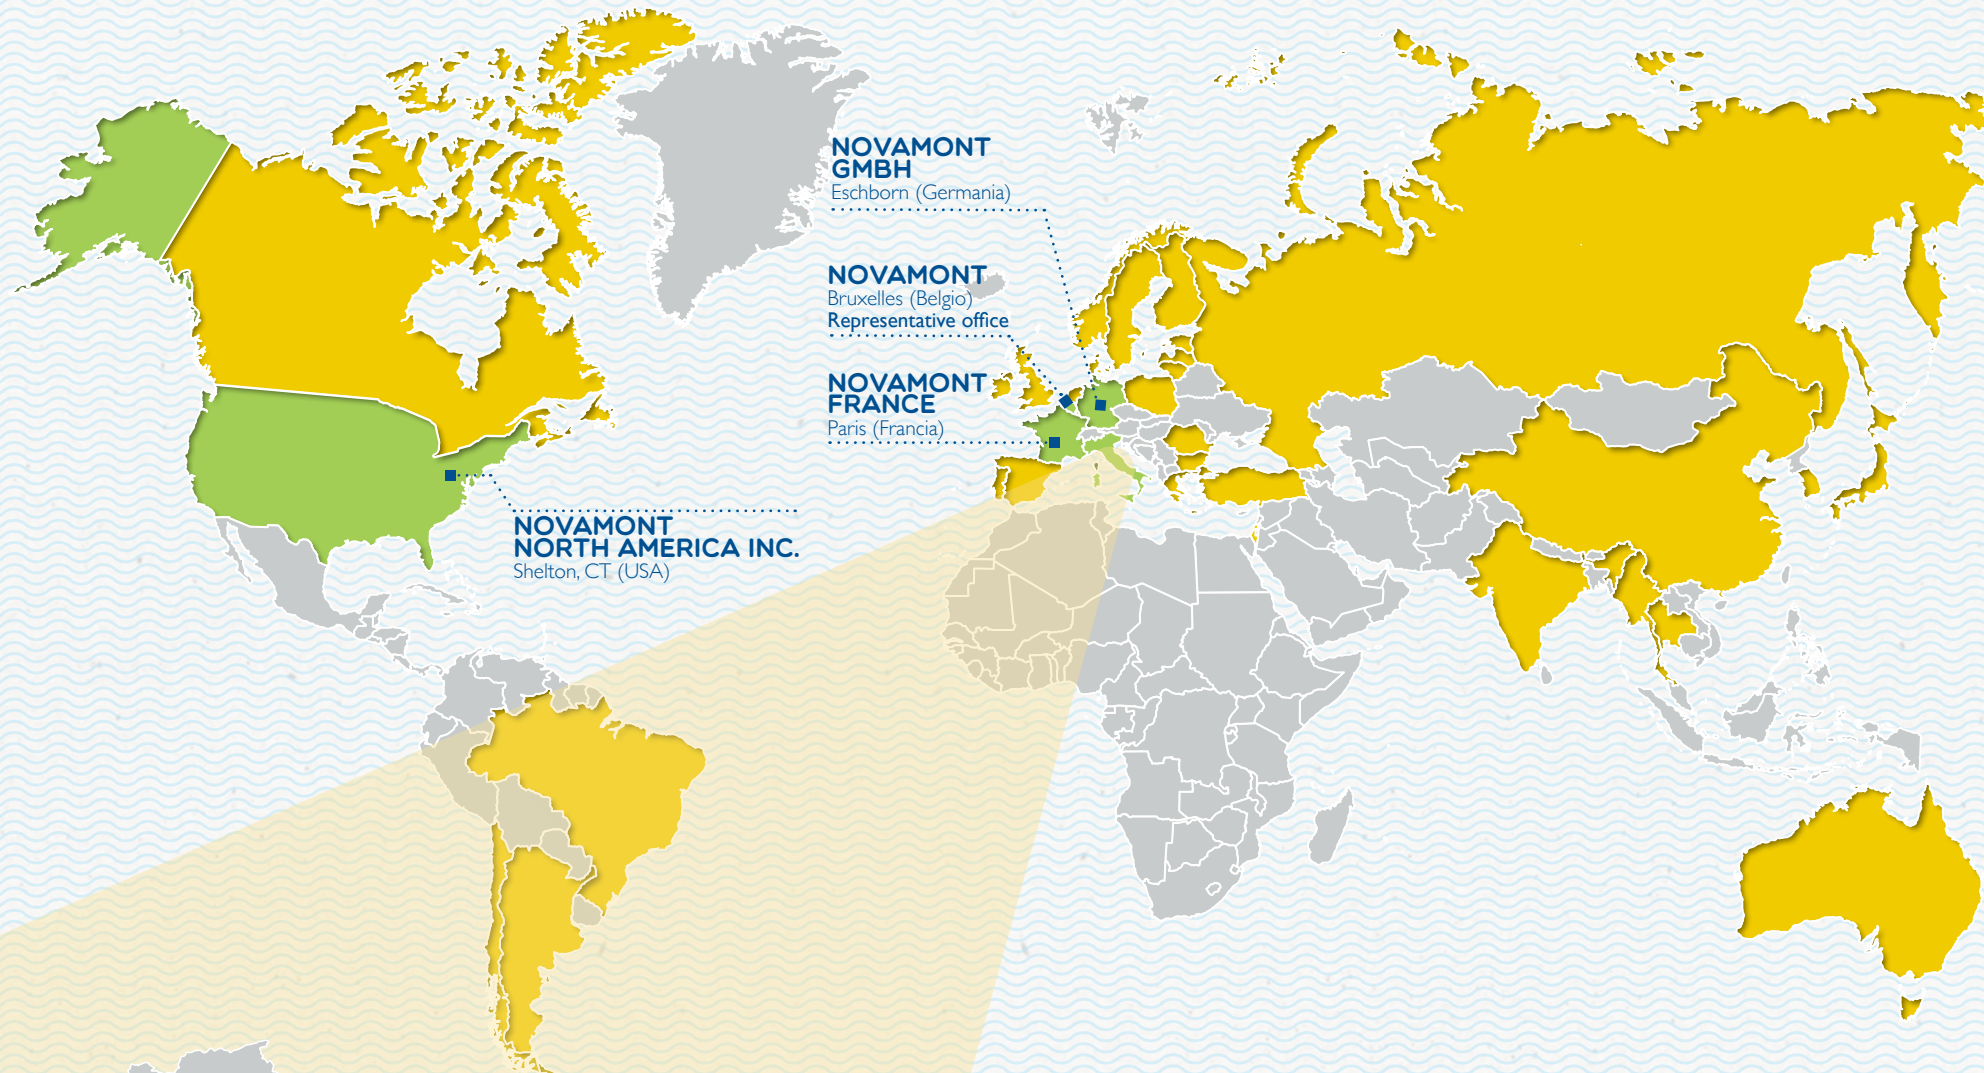 NOVAMONT
GMBH
Eschborn (Germania)
NOVAMONT
Bruxelles (Belgio)
Representative office
NOVAMONT
FRANCE
Paris (Francia)
NOVAMONT
NORTH AMERICA INC.
Shelton, CT (USA)